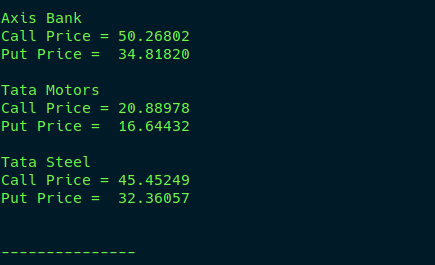 Axis Bank
Call Price = 50.26802
Put Price =  34.81820
Tata Motors
Call Price = 20.88978
Put Price =  16.64432
Tata Steel
Call Price = 45.45249
Put Price =  32.36057
---------------